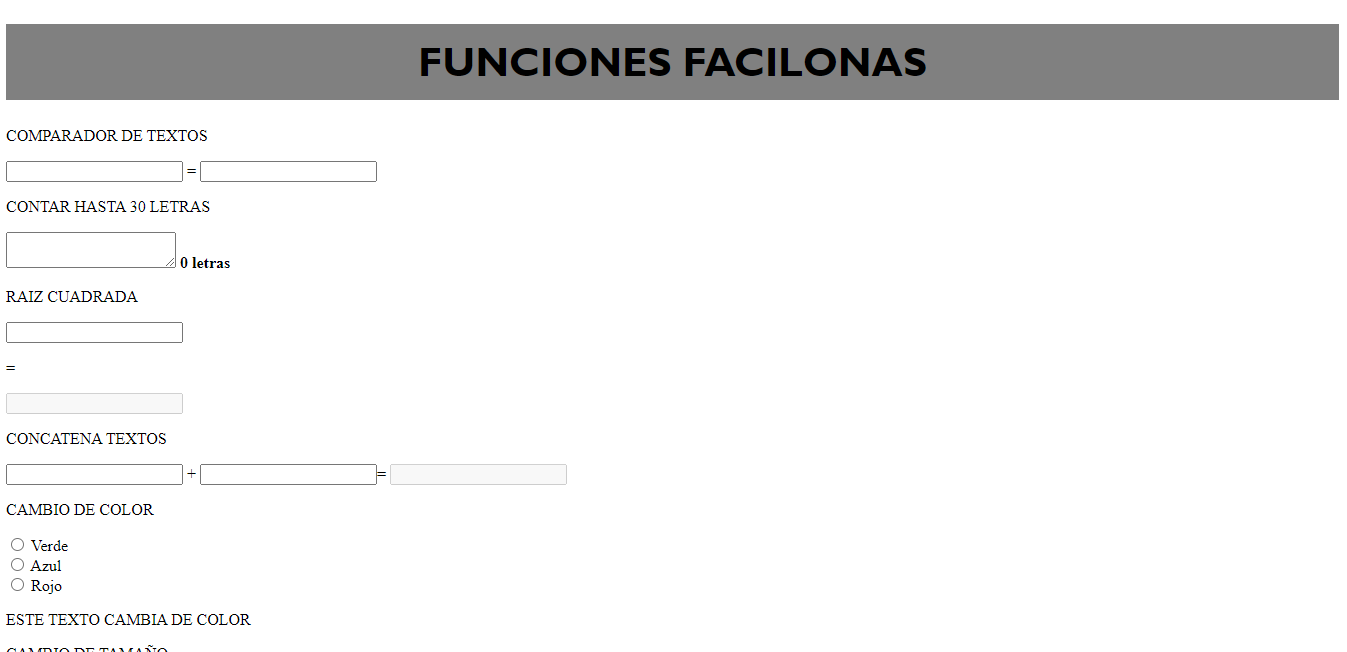 FUNCIONES FACILONAS
COMPARADOR DE TEXTOS
=
CONTAR HASTA 30 LETRAS
0 letras
RAIZ CUADRADA
=
CONCATENA TEXTOS
+ =
CAMBIO DE COLOR
Verde
Azul
Rojo
ESTE TEXTO CAMBIA DE COLOR
CAMBIO DE TAMAÑO